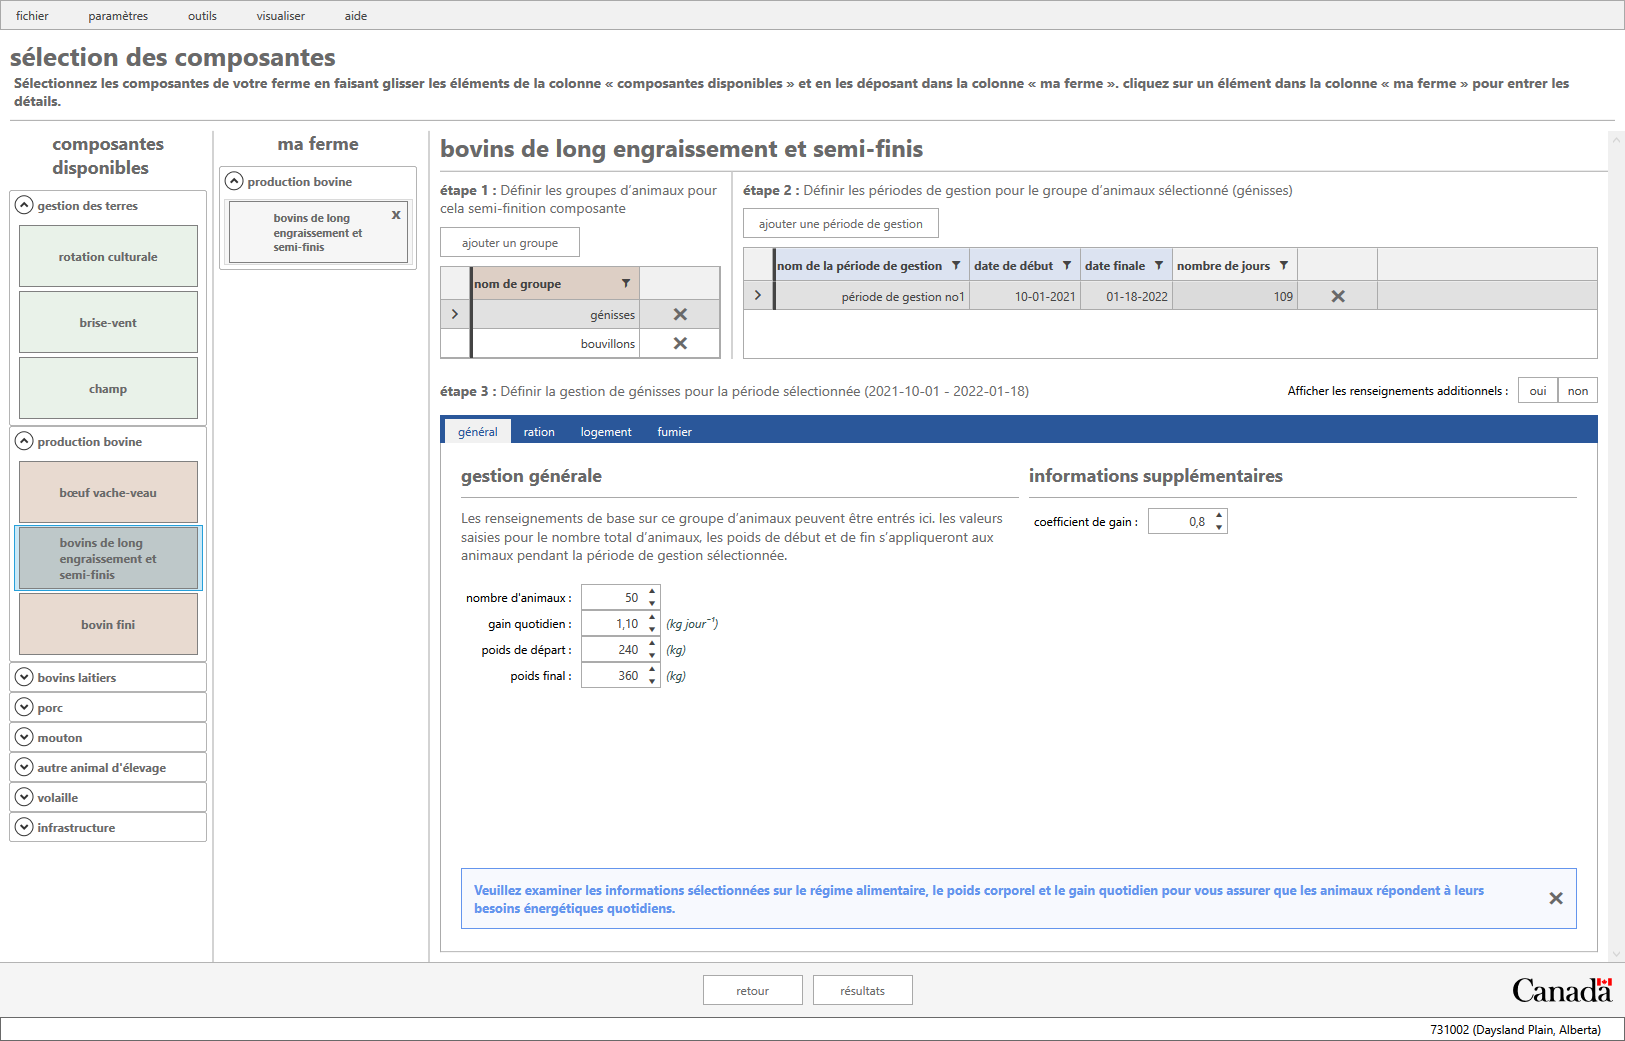 fichier paramètres outils visualiser aide
sélection des composantes
Sélectionnez les composantes de votre ferme en faisant glisser les éléments de la colonne « composantes disponibles » et en les déposant dans la colonne « ma ferme ». cliquez sur un élément dans la colonne « ma ferme » pour entrer les
détails.
composantes
disponibles
gestion des terres
rotation culturale
brise-vent
champ
production bovine
bœuf vache-veau
bovins de long
engraissement et
semi-finis
bovin fini
bovins laitiers
porc
mouton
autre animal d'élevage
volaille
infrastructure
ma ferme
production bovine
bovins de long
engraissement et
semi-finis
x
bovins de long engraissement et semi-finis
étape 1 : Définir les groupes d’animaux pour
cela semi-finition composante
ajouter un groupe
nom de groupe
génisses
bouvillons
étape 2 : Définir les périodes de gestion pour le groupe d’animaux sélectionné (génisses)
ajouter une période de gestion
nom de la période de gestion date de début date finale nombre de jours
période de gestion no1 10-01-2021 01-18-2022 109
étape 3 : Définir la gestion de génisses pour la période sélectionnée (2021-10-01 - 2022-01-18)
Afficher les renseignements additionnels : oui non
général ration logement fumier
gestion générale
Les renseignements de base sur ce groupe d’animaux peuvent être entrés ici. les valeurs
saisies pour le nombre total d’animaux, les poids de début et de fin s’appliqueront aux
animaux pendant la période de gestion sélectionnée.
nombre d'animaux : 50
gain quotidien : 1,10 (kg jour⁻¹)
poids de départ : 240 (kg)
poids final : 360 (kg)
informations supplémentaires
coefficient de gain : 0,8
Veuillez examiner les informations sélectionnées sur le régime alimentaire, le poids corporel et le gain quotidien pour vous assurer que les animaux répondent à leurs
besoins énergétiques quotidiens.
retour résultats
Canada
731002 (Daysland Plain, Alberta)